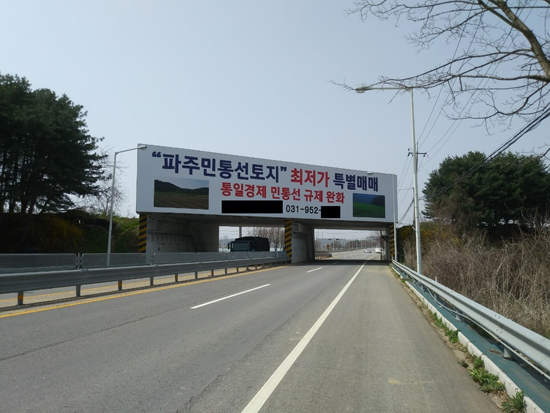 “파주민통선토지” 최저가 특별매매
통일경제 민통선 규제 완화
031-952-